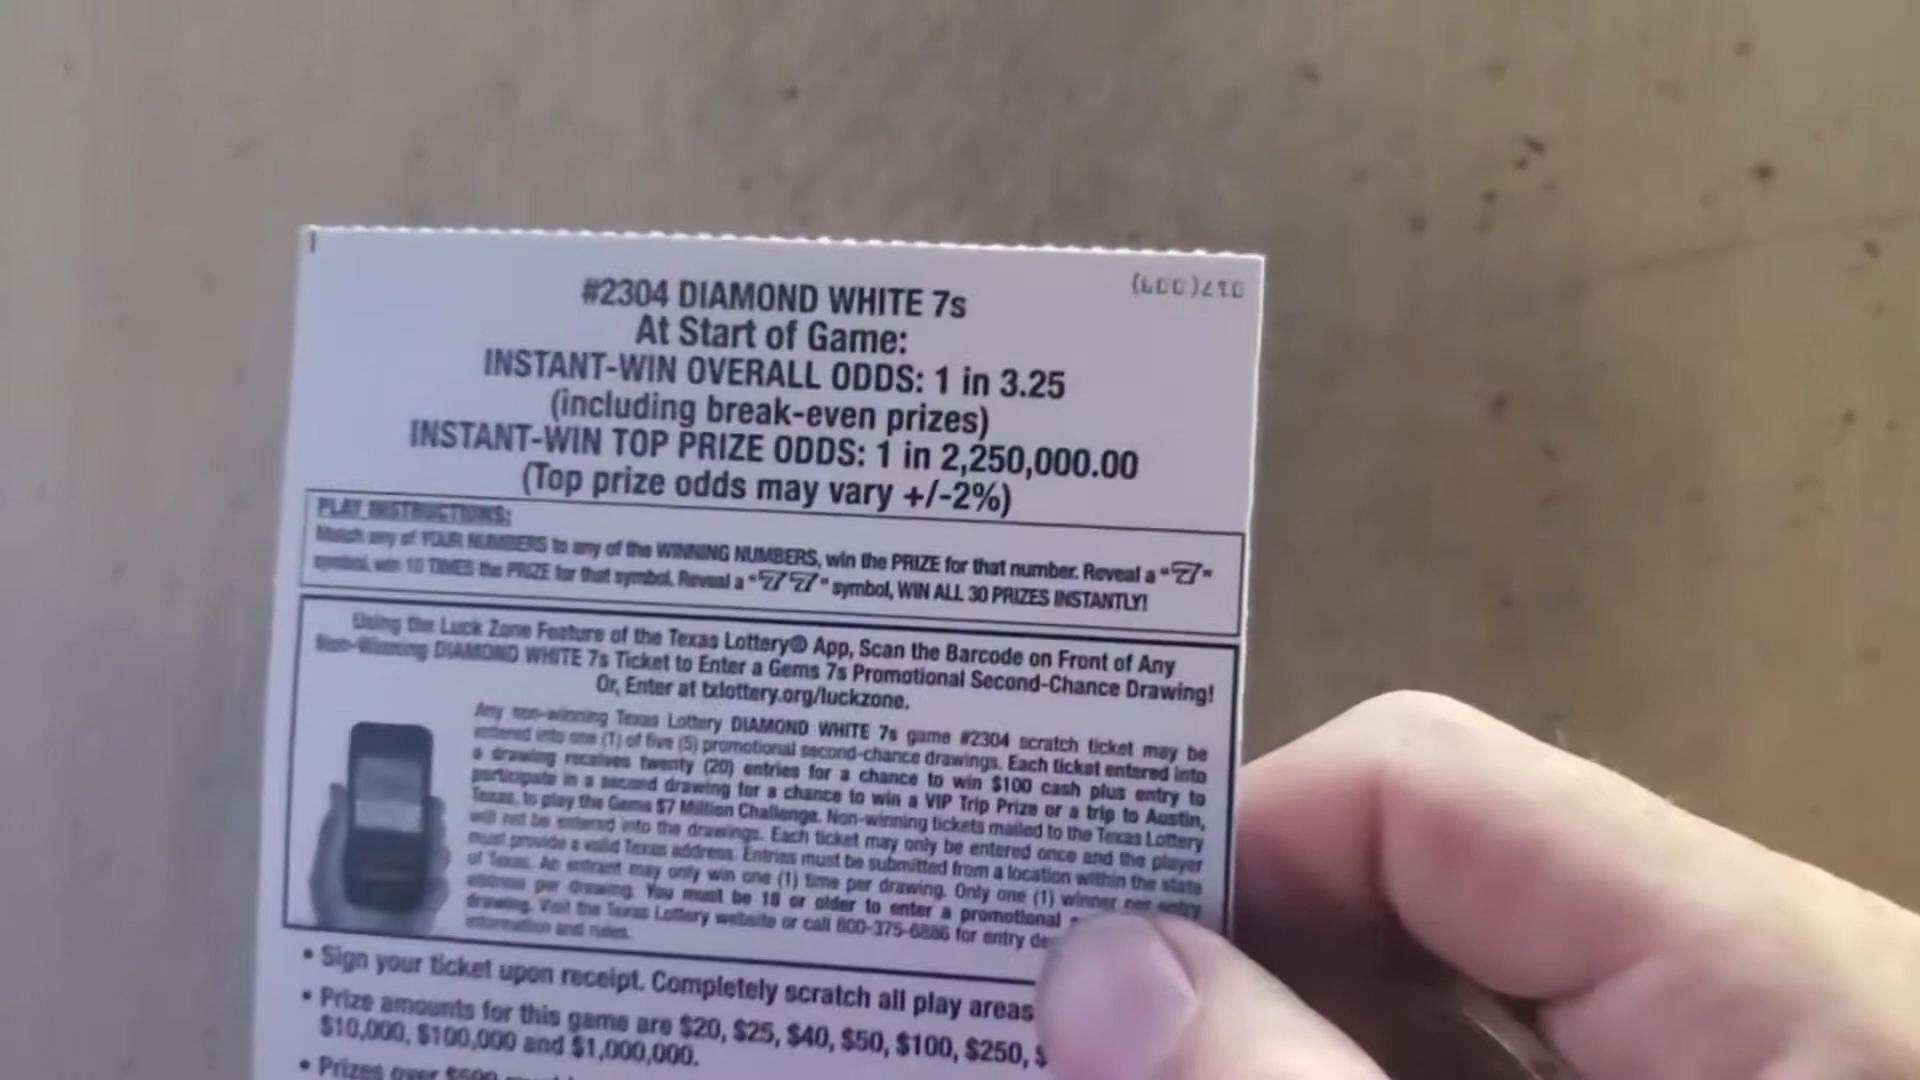 #2304 DIAMOND WHITE 7s
At Start of Game:
INSTANT-WIN OVERALL ODDS: 1 in 3.25
(including break-even prizes)
INSTANT-WIN TOP PRIZE ODDS: 1 in 2,250,000.00
(Top prize odds may vary +/-2%)
PLAY INSTRUCTIONS:
Match any of YOUR NUMBERS to any of the WINNING NUMBERS, win the PRIZE for that number. Reveal a "7"
symbol, win 10 TIMES the PRIZE for that symbol. Reveal a "77" symbol, WIN ALL 30 PRIZES INSTANTLY!
Using the Luck Zone Feature of the Texas Lottery® App, Scan the Barcode on Front of Any
Non-Winning DIAMOND WHITE 7s Ticket to Enter a Gems 7s Promotional Second-Chance Drawing!
Or, Enter at txlottery.org/luckzone.
Any non-winning Texas Lottery DIAMOND WHITE 7s game #2304 scratch ticket may be
entered into one (1) of five (5) promotional second-chance drawings. Each ticket entered into
a drawing receives twenty (20) entries for a chance to win $100 cash plus entry to
participate in a second drawing for a chance to win a VIP Trip Prize or a trip to Austin,
Texas, to play the Gems $7 Million Challenge. Non-winning tickets mailed to the Texas Lottery
will not be entered into the drawings. Each ticket may only be entered once and the player
must provide a valid Texas address. Entries must be submitted from a location within the state
of Texas. An entrant may only win one (1) time per drawing. Only one (1) winner per entry
address per drawing. You must be 18 or older to enter a promotional
drawing. Visit the Texas Lottery website or call 800-375-6886 for entry de
information and rules.
• Sign your ticket upon receipt. Completely scratch all play areas
• Prize amounts for this game are $20, $25, $40, $50, $100, $250, $
$10,000, $100,000 and $1,000,000.
• Prizes over $599 must